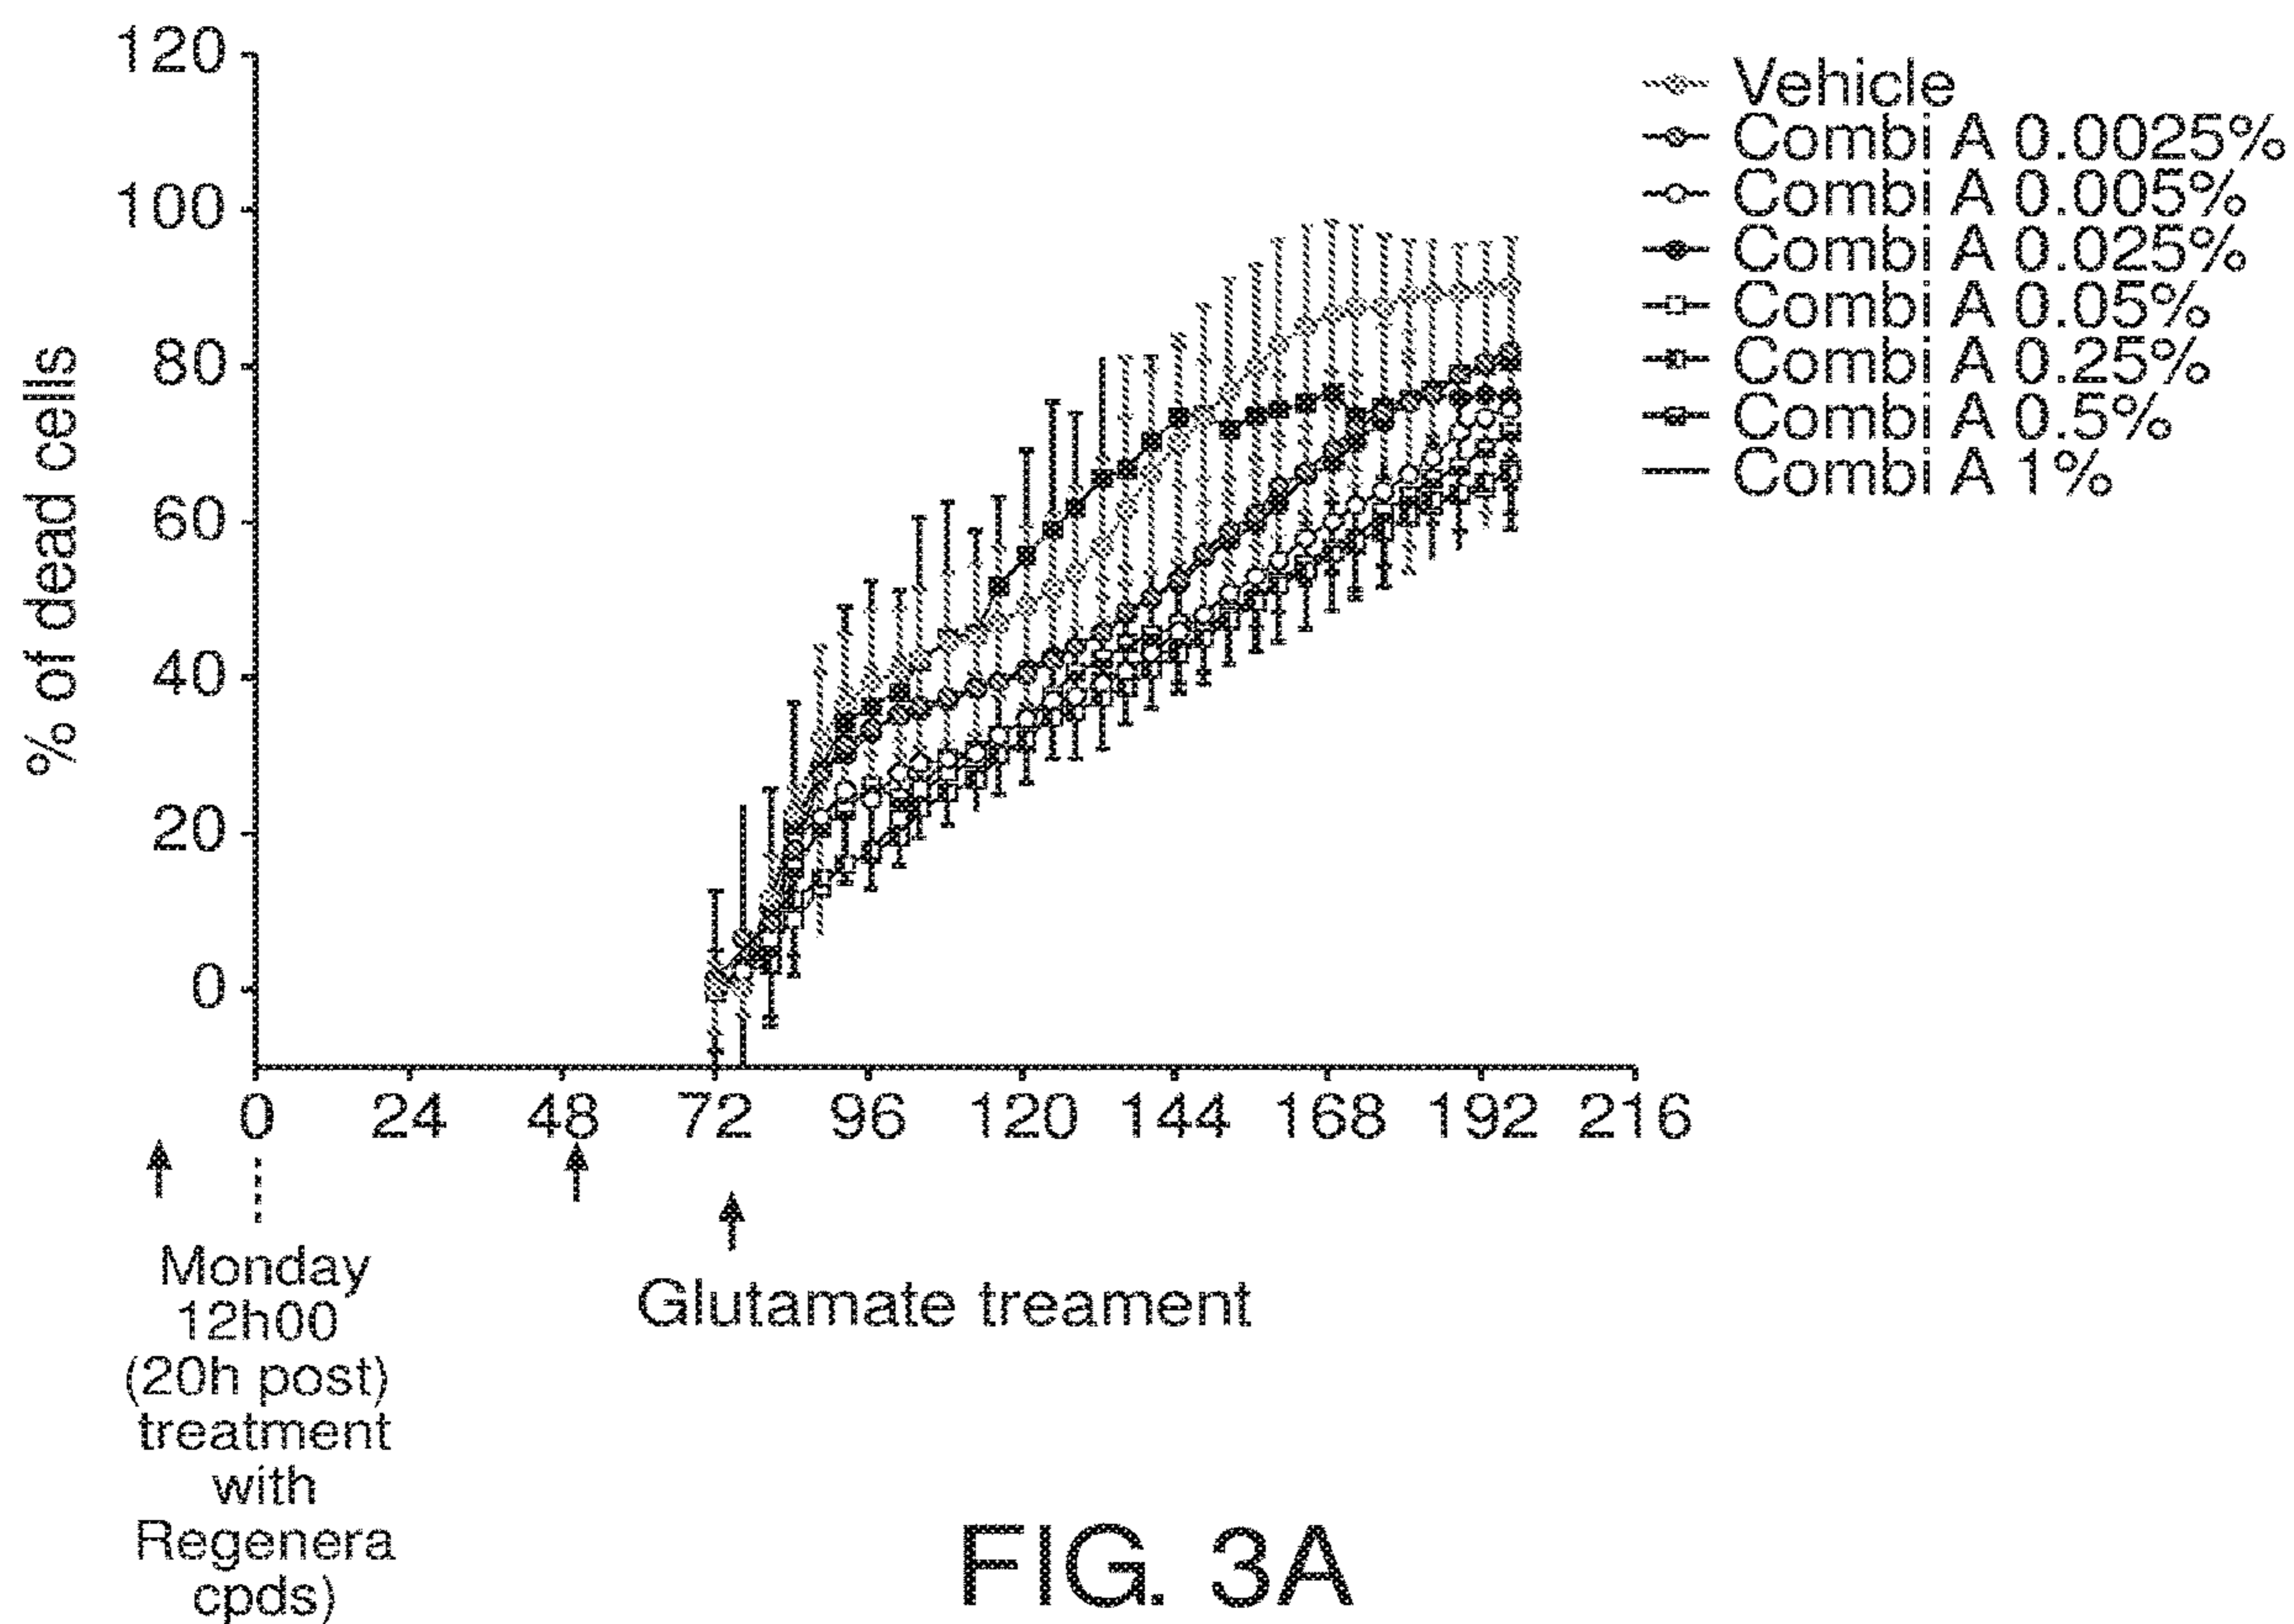 120
100
80
60
40
20
0
% of dead cells
Vehicle
Combi A 0.0025%
Combi A 0.005%
Combi A 0.025%
Combi A 0.05%
Combi A 0.25%
Combi A 0.5%
Combi A 1%
0 24 48 72 96 120 144 168 192 216
Monday
12h00
(20h post)
treatment
with
Regenera
cpds)
Glutamate treament
FIG. 3A